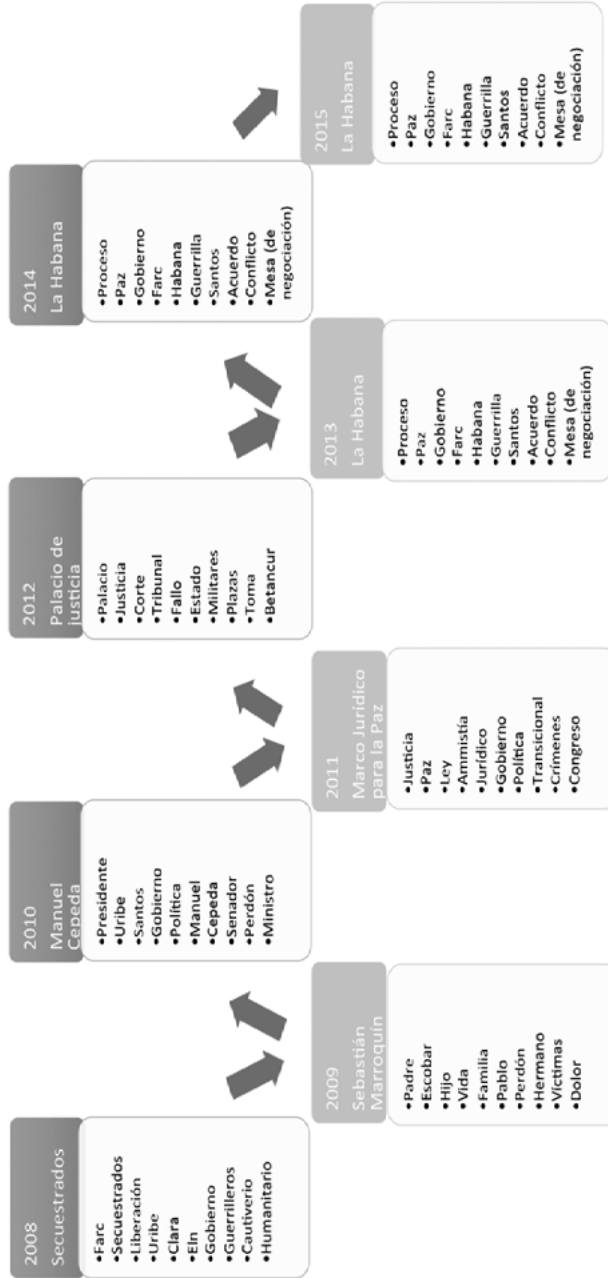 2008
Secuestrados
•Farc
•Secuestrados
•Liberación
•Uribe
•Clara
•Eln
•Gobierno
•Guerrilleros
•Cautiverio
•Humanitario
2009
Sebastián
Marroquín
•Padre
•Escobar
•Hijo
•Vida
•Familia
•Pablo
•Perdón
•Hermano
•Víctimas
•Dolor
2010
Manuel
Cepeda
•Presidente
•Uribe
•Santos
•Gobierno
•Política
•Manuel
•Cepeda
•Senador
•Perdón
•Ministro
2011
Marco Jurídico
para la Paz
•Justicia
•Paz
•Ley
•Ammistía
•Jurídico
•Gobierno
•Política
•Transicional
•Crímenes
•Congreso
2012
Palacio de
justicia
•Palacio
•Justicia
•Corte
•Tribunal
•Fallo
•Estado
•Militares
•Plazas
•Toma
•Betancur
2013
La Habana
•Proceso
•Paz
•Gobierno
•Farc
•Habana
•Guerrilla
•Santos
•Acuerdo
•Conflicto
•Mesa (de
negociación)
2014
La Habana
•Proceso
•Paz
•Gobierno
•Farc
•Habana
•Guerrilla
•Santos
•Acuerdo
•Conflicto
•Mesa (de
negociación)
2015
La Habana
•Proceso
•Paz
•Gobierno
•Farc
•Habana
•Guerrilla
•Santos
•Acuerdo
•Conflicto
•Mesa (de
negociación)